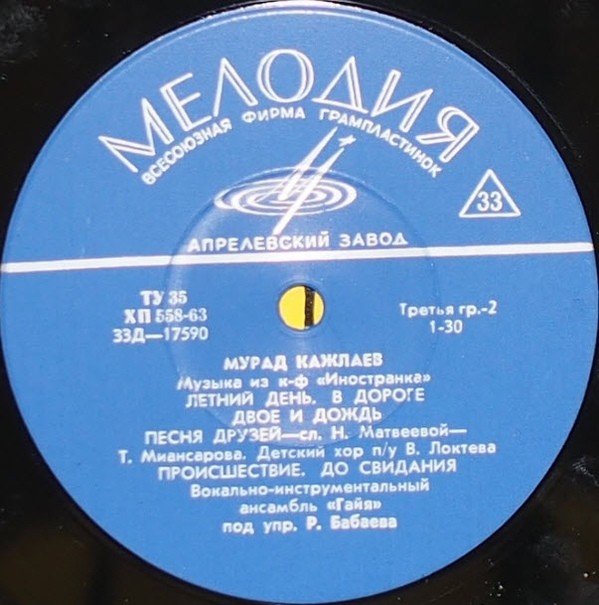 МЕЛОДИЯ
ВСЕСОЮЗНАЯ ФИРМА ГРАМПЛАСТИНОК
33
АПРЕЛЕВСКИЙ ЗАВОД
ТУ 35
ХП 558-63
33Д—17590
Третья гр.-2
1-30
МУРАД КАЖЛАЕВ
Музыка из к-ф «Иностранка»
ЛЕТНИЙ ДЕНЬ. В ДОРОГЕ
ДВОЕ И ДОЖДЬ
ПЕСНЯ ДРУЗЕЙ—сл. Н. Матвеевой—
Т. Миансарова. Детский хор п/у В. Локтева
ПРОИСШЕСТВИЕ. ДО СВИДАНИЯ
Вокально-инструментальный
ансамбль «Гайя»
под упр. Р. Бабаева